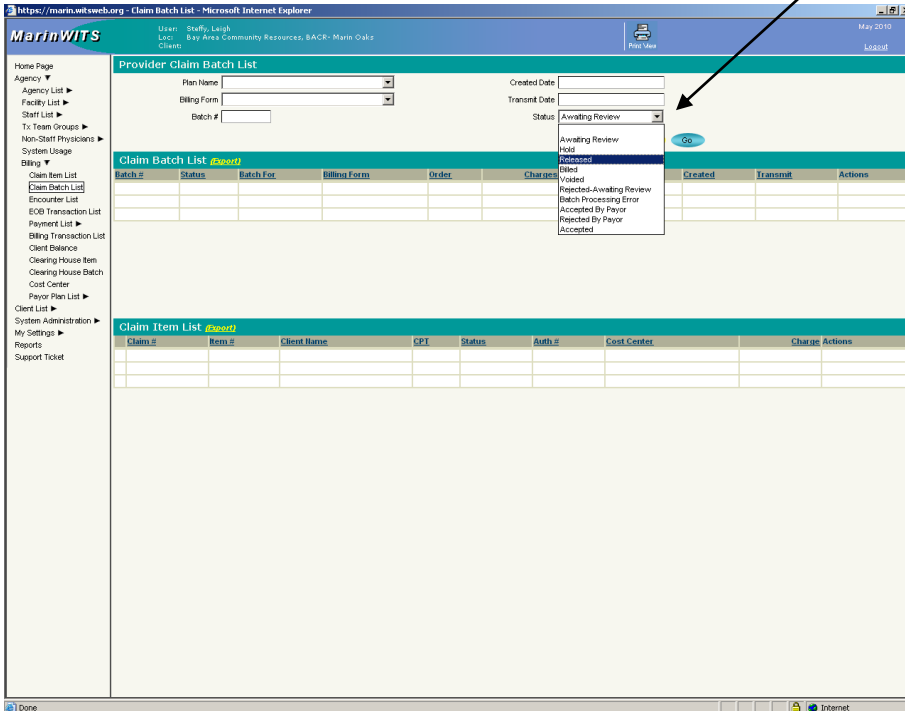 https://marin.witsweb.org - Claim Batch List - Microsoft Internet Explorer
MarinWITS
User: Steffy, Leigh
Loc: Bay Area Community Resources, BACR- Marin Oaks
Client:
Print View
May 2010
Logout
Home Page
Agency ▼
Agency List ►
Facility List ►
Staff List ►
Tx Team Groups ►
Non-Staff Physicians ►
System Usage
Billing ▼
Claim Item List
Claim Batch List
Encounter List
EOB Transaction List
Payment List ►
Billing Transaction List
Client Balance
Clearing House Item
Clearing House Batch
Cost Center
Payor Plan List ►
Client List ►
System Administration ►
My Settings ►
Reports
Support Ticket
Provider Claim Batch List
Plan Name
Created Date
Billing Form
Transmit Date
Batch #
Status Awaiting Review
Awaiting Review
Hold
Released
Billed
Voided
Rejected-Awaiting Review
Batch Processing Error
Accepted By Payor
Rejected By Payor
Accepted
Go
Claim Batch List (Export)
Batch # Status Batch For Billing Form Order Charges Created Transmit Actions
Claim Item List (Export)
Claim # Item # Client Name CPT Status Auth # Cost Center Charge Actions
Done
Internet